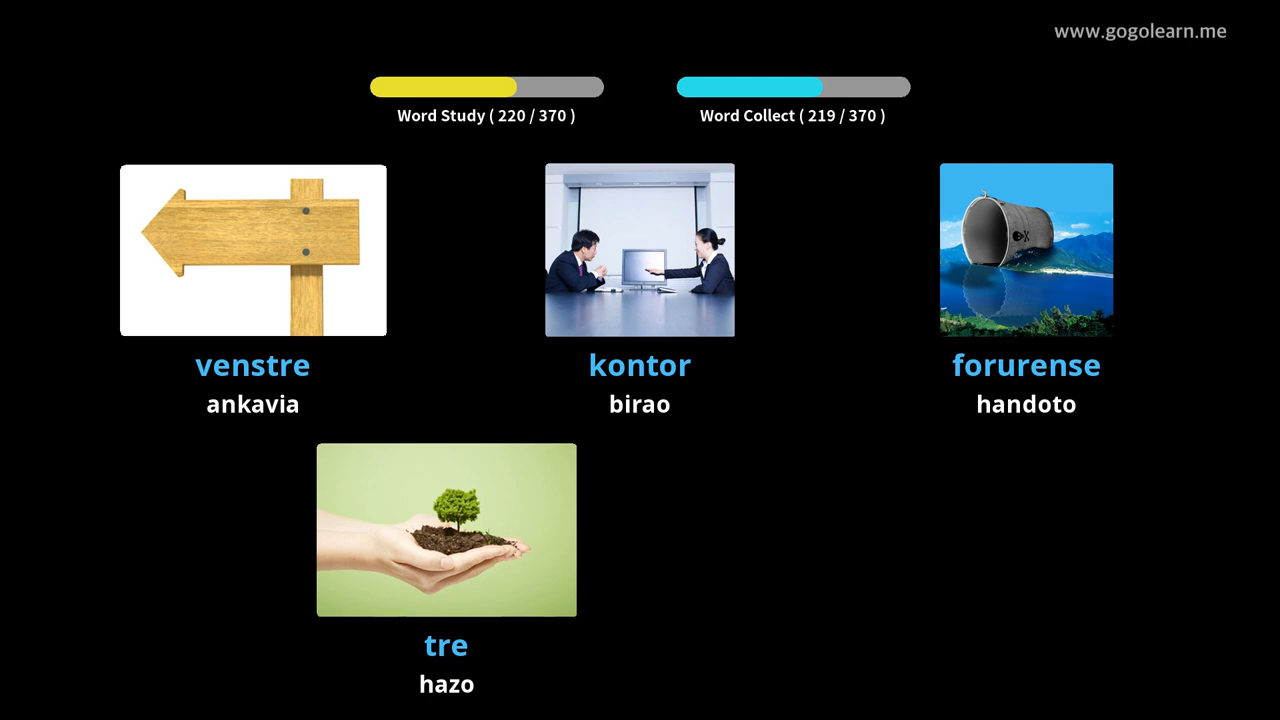 www.gogolearn.me
Word Study ( 220 / 370 )
Word Collect ( 219 / 370 )
venstre
ankavia
kontor
birao
forurense
handoto
tre
hazo